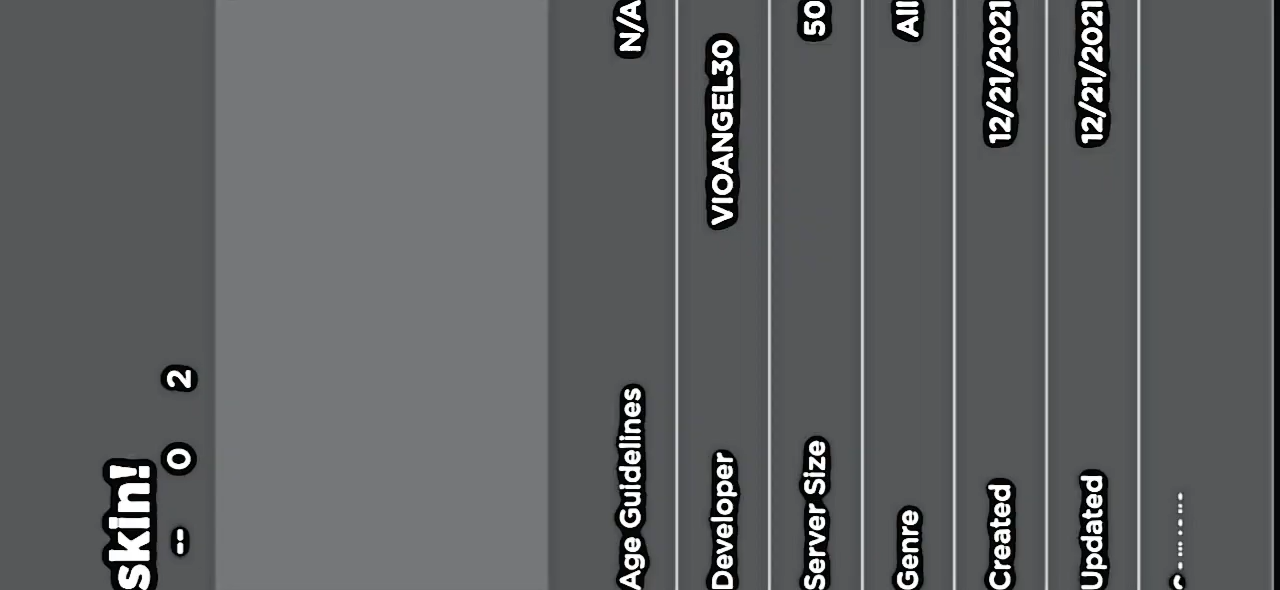 skin!
-- 0 2
Age Guidelines N/A
Developer VIOANGEL30
Server Size 50
Genre All
Created 12/21/2021
Updated 12/21/2021